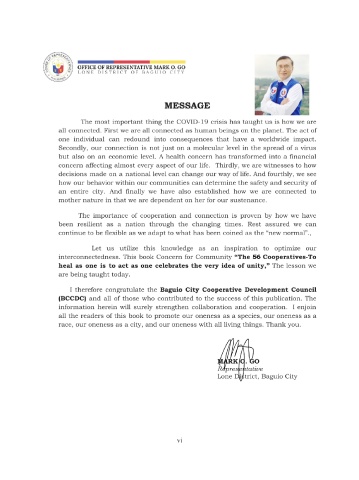 OFFICE OF REPRESENTATIVE MARK O. GO
LONE DISTRICT OF BAGUIO CITY
MESSAGE
The most important thing the COVID-19 crisis has taught us is how we are
all connected. First we are all connected as human beings on the planet. The act of
one individual can redound into consequences that have a worldwide impact.
Secondly, our connection is not just on a molecular level in the spread of a virus
but also on an economic level. A health concern has transformed into a financial
concern affecting almost every aspect of our life. Thirdly, we are witnesses to how
decisions made on a national level can change our way of life. And fourthly, we see
how our behavior within our communities can determine the safety and security of
an entire city. And finally we have also established how we are connected to
mother nature in that we are dependent on her for our sustenance.
The importance of cooperation and connection is proven by how we have
been resilient as a nation through the changing times. Rest assured we can
continue to be flexible as we adapt to what has been coined as the "new normal".,
Let us utilize this knowledge as an inspiration to optimize our
interconnectedness. This book Concern for Community "The 56 Cooperatives-To
heal as one is to act as one celebrates the very idea of unity," The lesson we
are being taught today.
I therefore congratulate the Baguio City Cooperative Development Council
(BCCDC) and all of those who contributed to the success of this publication. The
information herein will surely strengthen collaboration and cooperation. I enjoin
all the readers of this book to promote our oneness as a species, our oneness as a
race, our oneness as a city, and our oneness with all living things. Thank you.
MARK O. GO
Representative
Lone District, Baguio City
vi